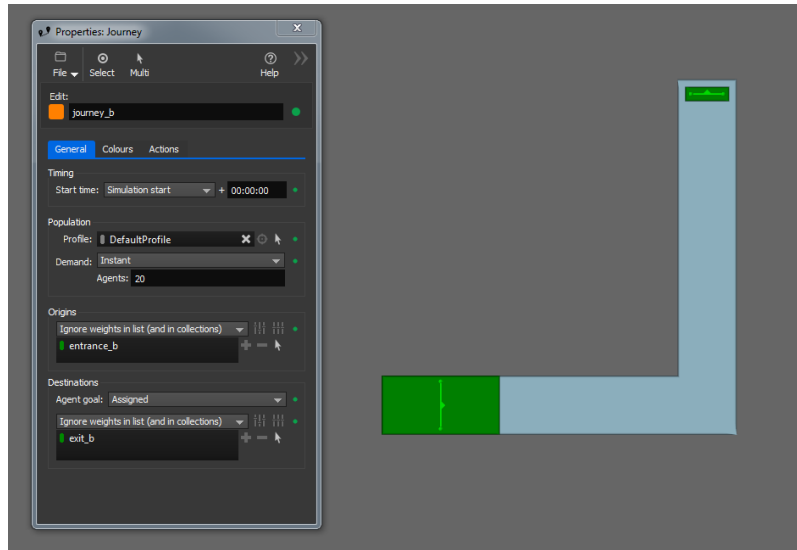 Properties: Journey
File Select Multi Help
Edit:
journey_b
General Colours Actions
Timing
Start time: Simulation start + 00:00:00
Population
Profile: DefaultProfile
Demand: Instant
Agents: 20
Origins
Ignore weights in list (and in collections)
entrance_b
Destinations
Agent goal: Assigned
Ignore weights in list (and in collections)
exit_b